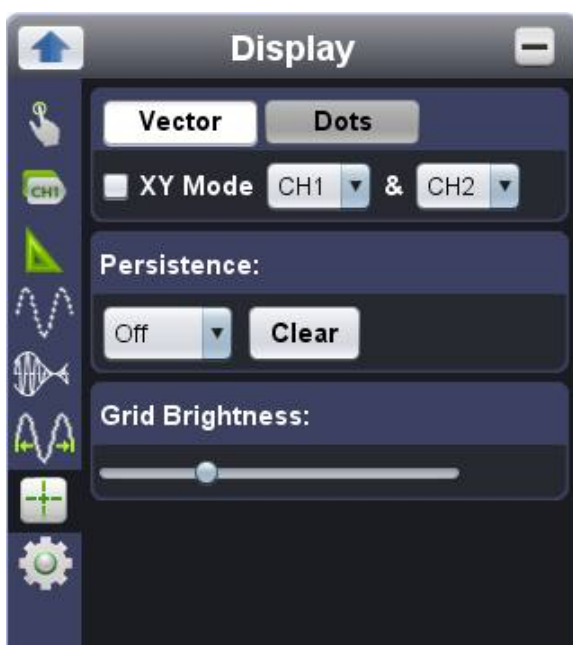 Display
Vector Dots
CH1
XY Mode CH1 & CH2
Persistence:
Off Clear
Grid Brightness: